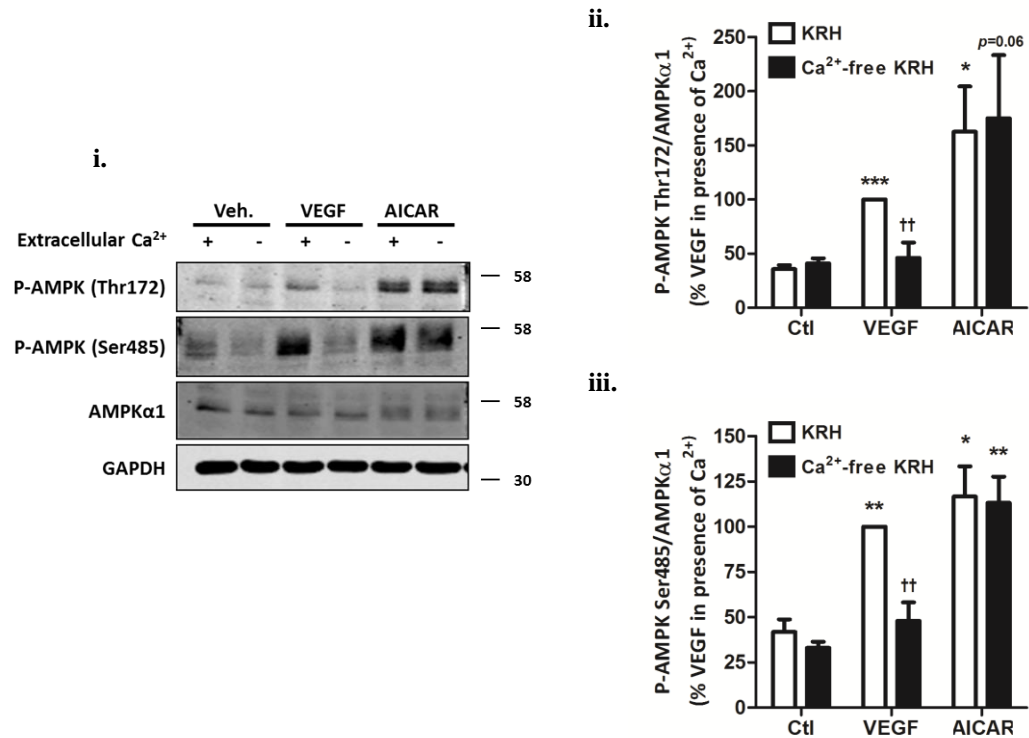 i.
Veh. VEGF AICAR
Extracellular Ca²⁺ + - + - + -
P-AMPK (Thr172) 58
P-AMPK (Ser485) 58
AMPKα1 58
GAPDH
30
ii.
P-AMPK Thr172/AMPKα1
(% VEGF in presence of Ca²⁺)
KRH
Ca²⁺-free KRH
250
200
150
100
50
0
***
††
*
p=0.06
Ctl VEGF AICAR
iii.
P-AMPK Ser485/AMPKα1
(% VEGF in presence of Ca²⁺)
KRH
Ca²⁺-free KRH
150
125
100
75
50
25
0
**
††
*
**
Ctl VEGF AICAR